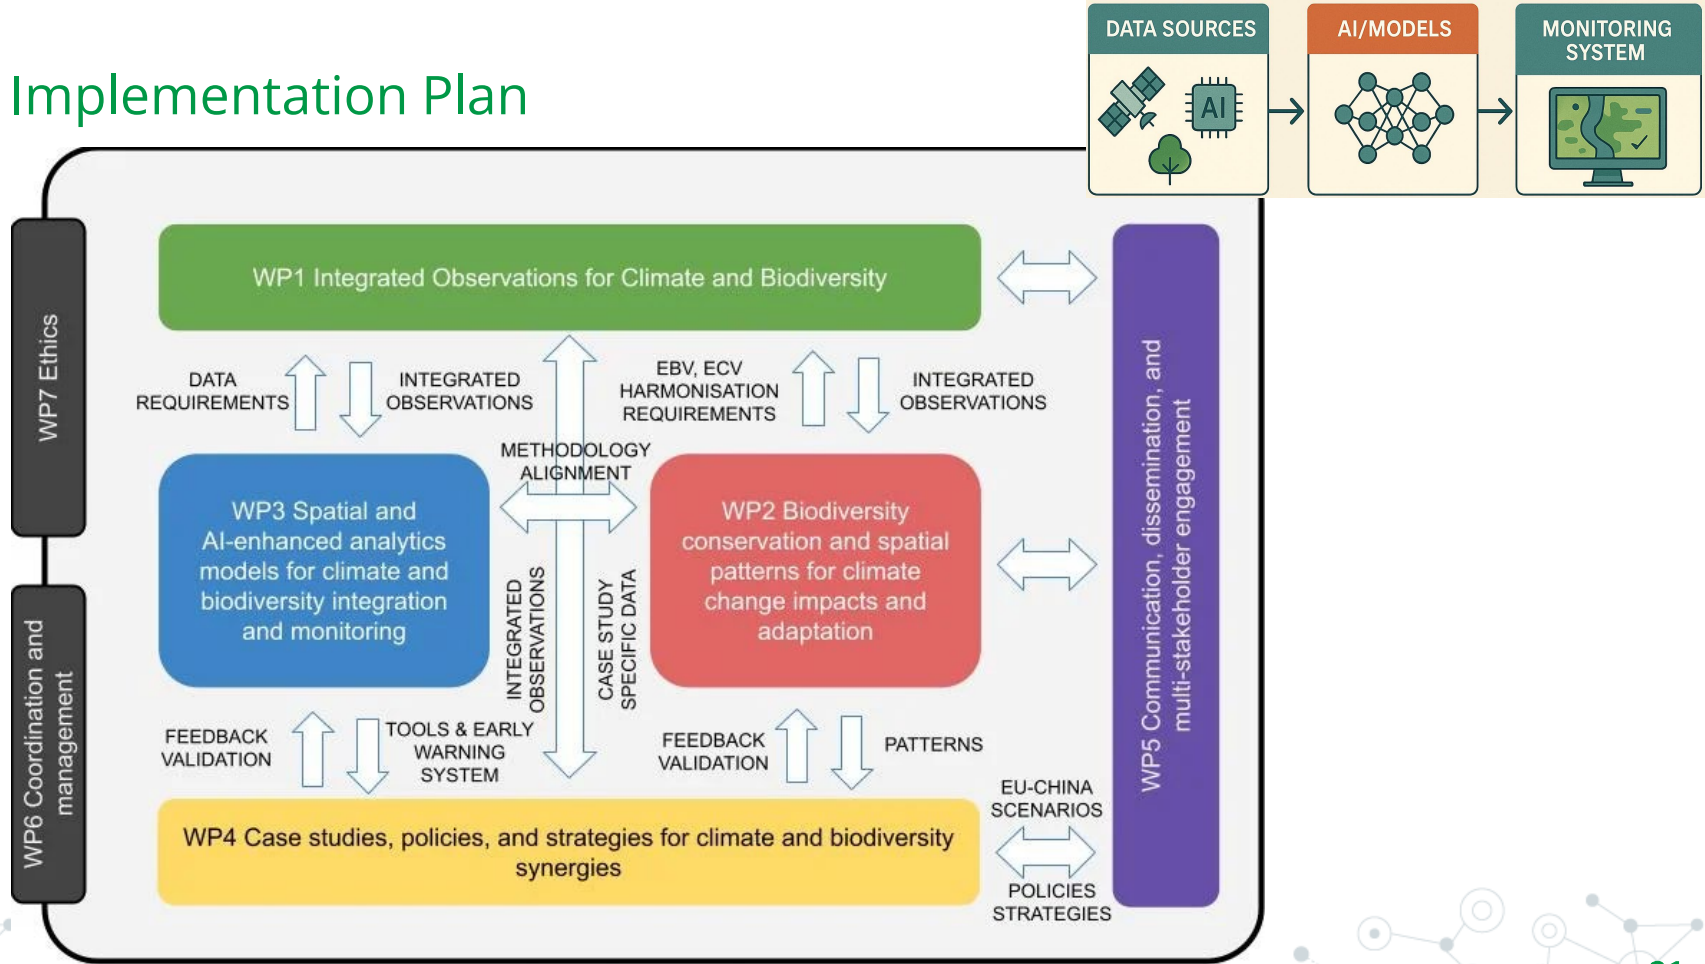 Implementation Plan
DATA SOURCES
AI
AI/MODELS
MONITORING
SYSTEM
WP7 Ethics
WP6 Coordination and
management
WP1 Integrated Observations for Climate and Biodiversity
DATA
REQUIREMENTS
INTEGRATED
OBSERVATIONS
EBV, ECV
HARMONISATION
REQUIREMENTS
INTEGRATED
OBSERVATIONS
METHODOLOGY
ALIGNMENT
WP3 Spatial and
AI-enhanced analytics
models for climate and
biodiversity integration
and monitoring
INTEGRATED
OBSERVATIONS
CASE STUDY
SPECIFIC DATA
WP2 Biodiversity
conservation and spatial
patterns for climate
change impacts and
adaptation
FEEDBACK
VALIDATION
TOOLS & EARLY
WARNING
SYSTEM
FEEDBACK
VALIDATION
PATTERNS
WP4 Case studies, policies, and strategies for climate and biodiversity
synergies
EU-CHINA
SCENARIOS
POLICIES
STRATEGIES
WP5 Communication, dissemination, and
multi-stakeholder engagement